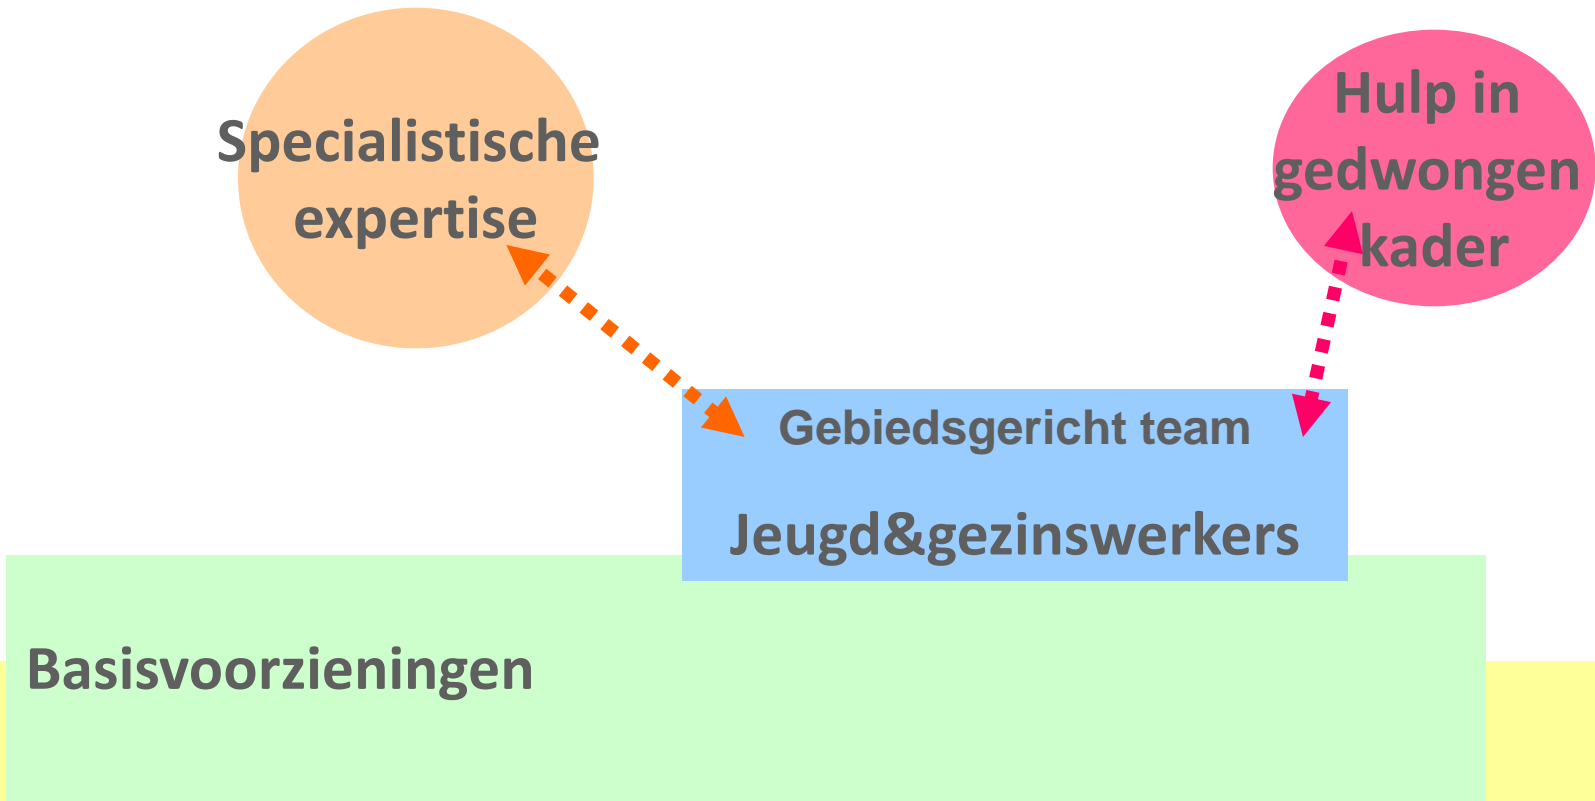 Specialistische
expertise
Hulp in
gedwongen
kader
Gebiedsgericht team
Jeugd&gezinswerkers
Basisvoorzieningen